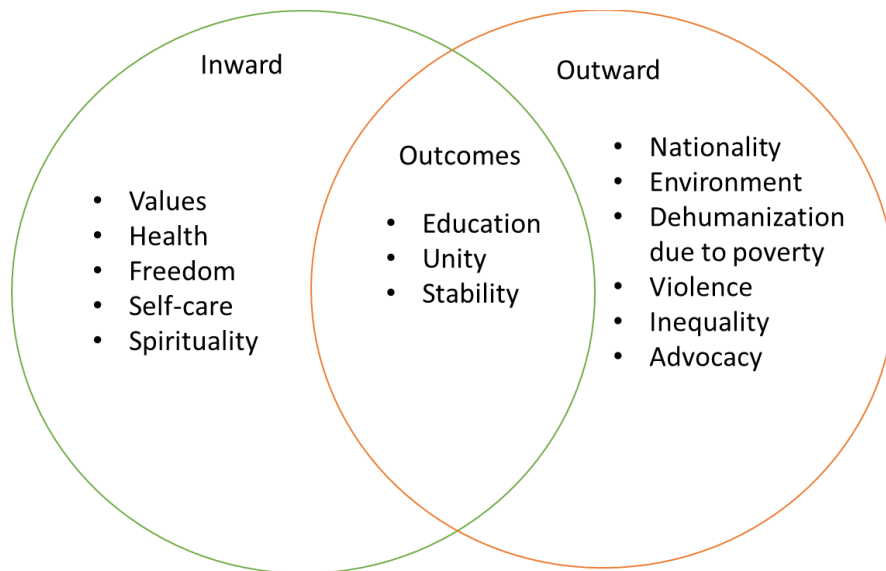 Inward
• Values
• Health
• Freedom
• Self-care
• Spirituality
Outcomes
• Education
• Unity
• Stability
Outward
• Nationality
• Environment
• Dehumanization
due to poverty
• Violence
• Inequality
• Advocacy